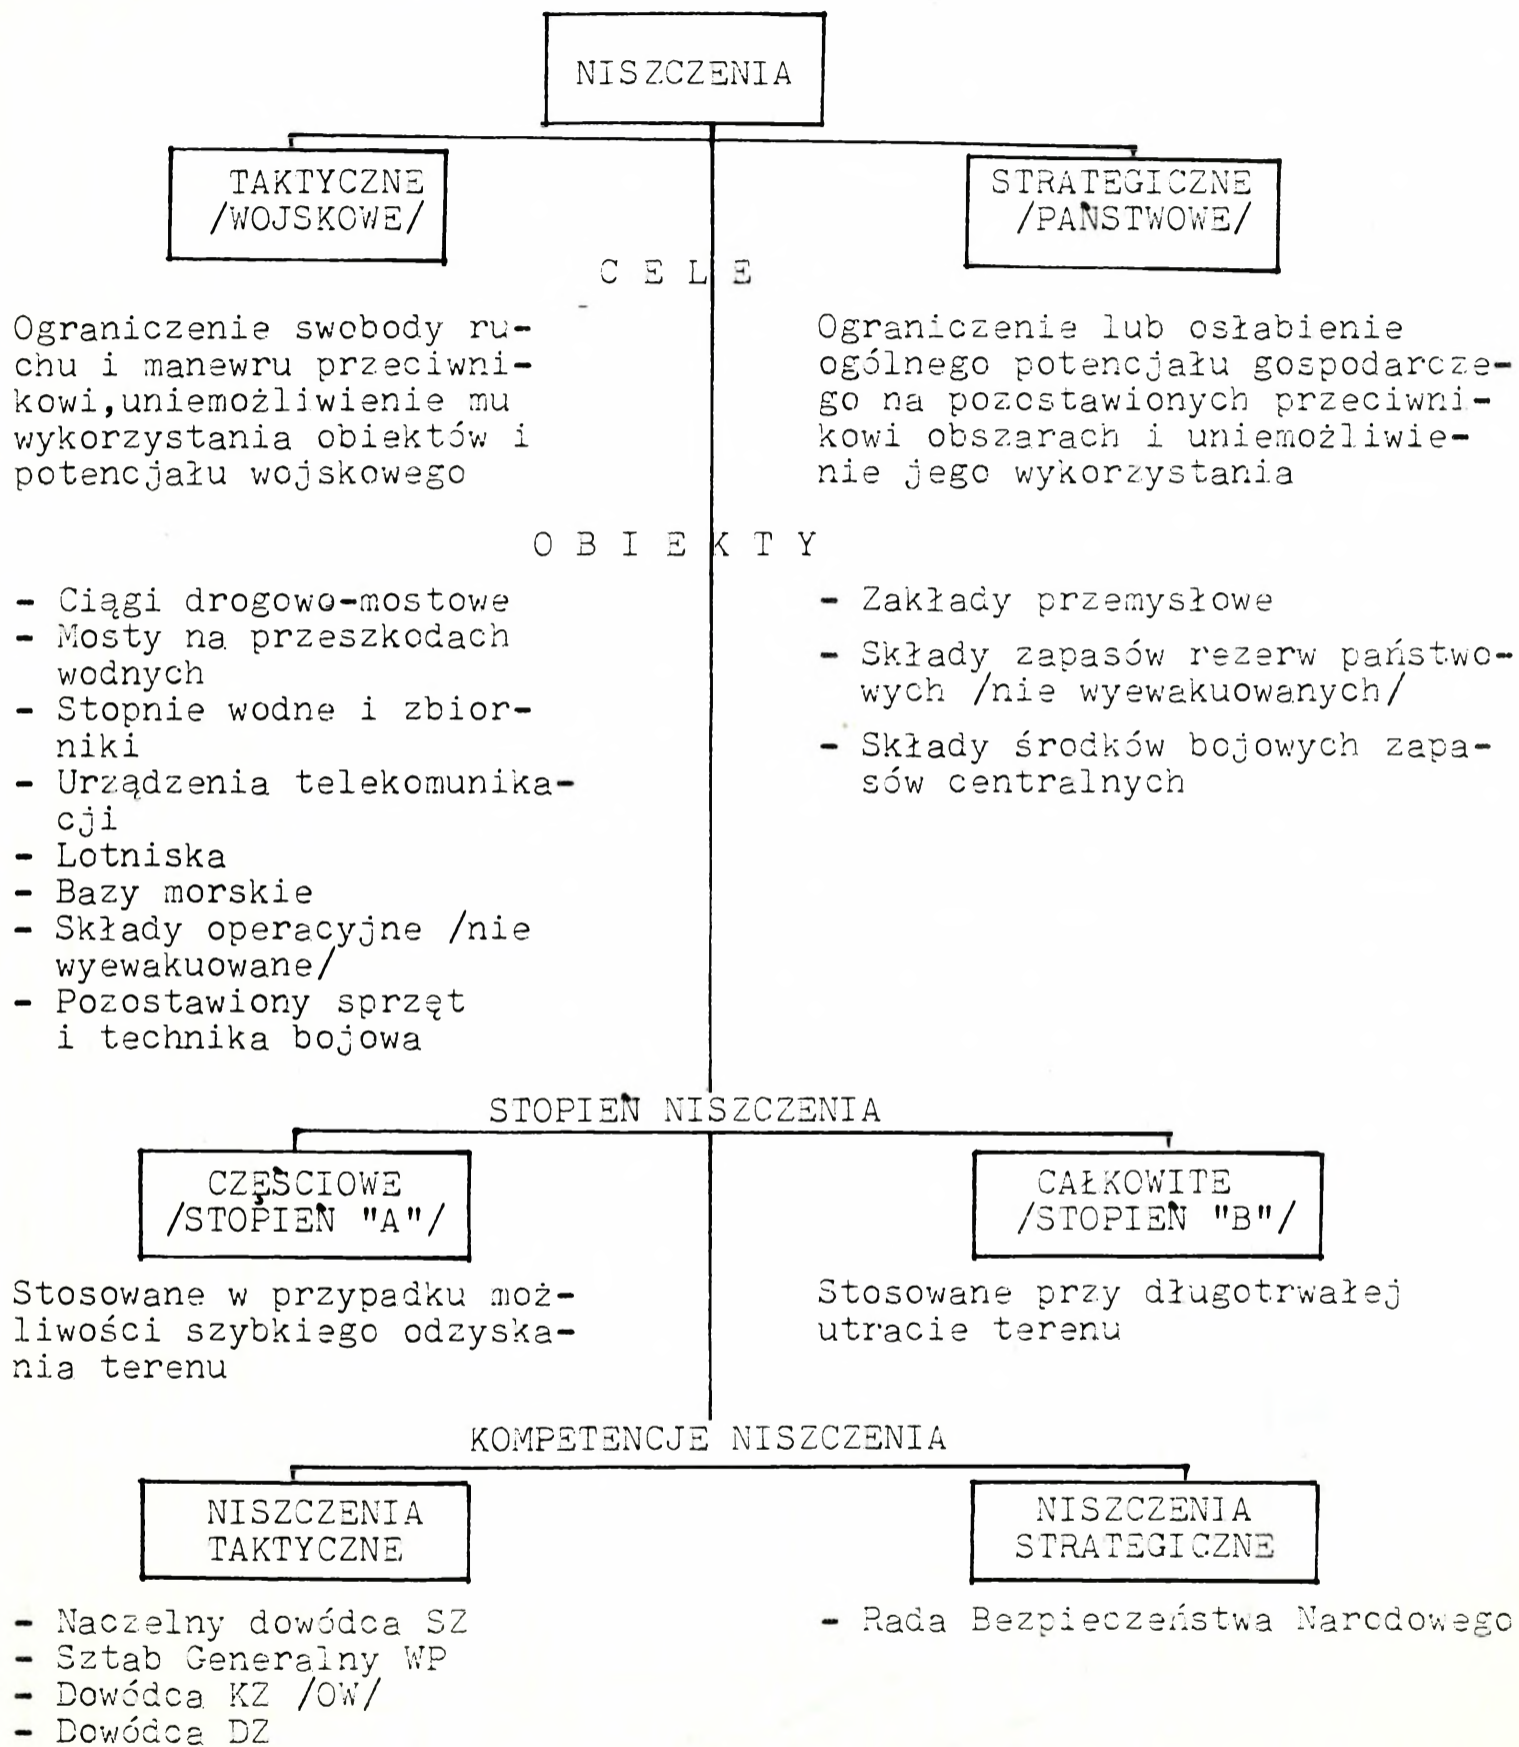 NISZCZENIA
TAKTYCZNE
/WOJSKOWE/
STRATEGICZNE
/PAŃSTWOWE/
C E L E
Ograniczenie swobody ru-
chu i manewru przeciwni-
kowi,uniemożliwienie mu
wykorzystania obiektów i
potencjału wojskowego
Ograniczenie lub osłabienie
ogólnego potencjału gospodarcze-
go na pozostawionych przeciwni-
kowi obszarach i uniemożliwie-
nie jego wykorzystania
O B I E K T Y
- Ciągi drogowo-mostowe
- Mosty na przeszkodach
wodnych
- Stopnie wodne i zbior-
niki
- Urządzenia telekomunika-
cji
- Lotniska
- Bazy morskie
- Składy operacyjne /nie
wyewakuowane/
- Pozostawiony sprzęt
i technika bojowa
- Zakłady przemysłowe
- Składy zapasów rezerw państwo-
wych /nie wyewakuowanych/
- Składy środków bojowych zapa-
sów centralnych
STOPIEŃ NISZCZENIA
CZĘŚCIOWE
/STOPIEŃ "A"/
CAŁKOWITE
/STOPIEŃ "B"/
Stosowane w przypadku moż-
liwości szybkiego odzyska-
nia terenu
Stosowane przy długotrwałej
utracie terenu
KOMPETENCJE NISZCZENIA
NISZCZENIA
TAKTYCZNE
NISZCZENIA
STRATEGICZNE
- Naczelny dowódca SZ
- Sztab Generalny WP
- Dowódca KZ /OW/
- Dowódca DZ
- Rada Bezpieczeństwa Narodowego